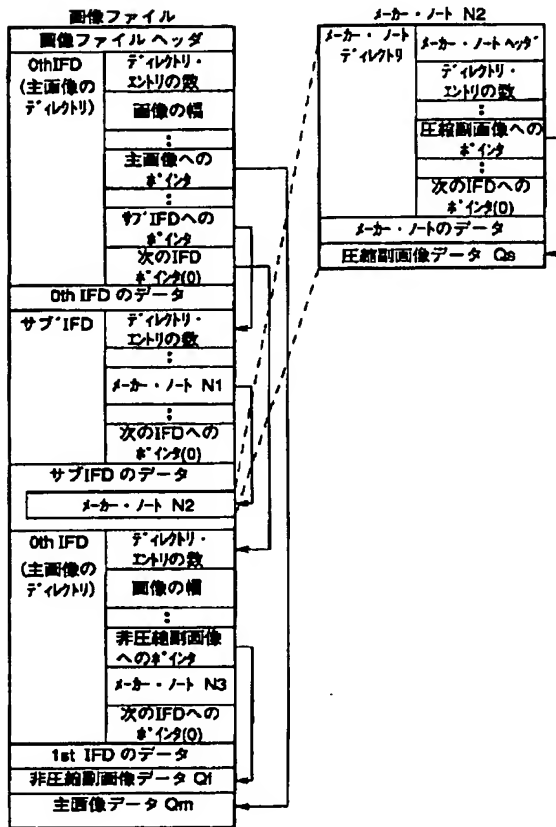 画像ファイル
画像ファイル ヘッダ
0thIFD
(主画像の
ディレクトリ)
ディレクトリ・
エントリの数
画像の幅
:
主画像への
ポインタ
:
サブIFDへの
ポインタ
次のIFD
ポインタ(0)
0th IFD のデータ
サブIFD
ディレクトリ・
エントリの数
:
メーカー・ノート N1
:
次のIFDへの
ポインタ(0)
サブIFD のデータ
メーカー・ノート N2
0th IFD
(主画像の
ディレクトリ)
ディレクトリ・
エントリの数
画像の幅
:
非圧縮副画像
へのポインタ
メーカー・ノート N3
次のIFDへの
ポインタ(0)
1st IFD のデータ
非圧縮副画像データ Qf
主画像データ Qm
メーカー・ノート N2
メーカー・ノート
ディレクトリ
メーカー・ノートヘッダ
ディレクトリ・
エントリの数
:
圧縮副画像への
ポインタ
:
次のIFDへの
ポインタ(0)
メーカー・ノートのデータ
圧縮副画像データ Qs